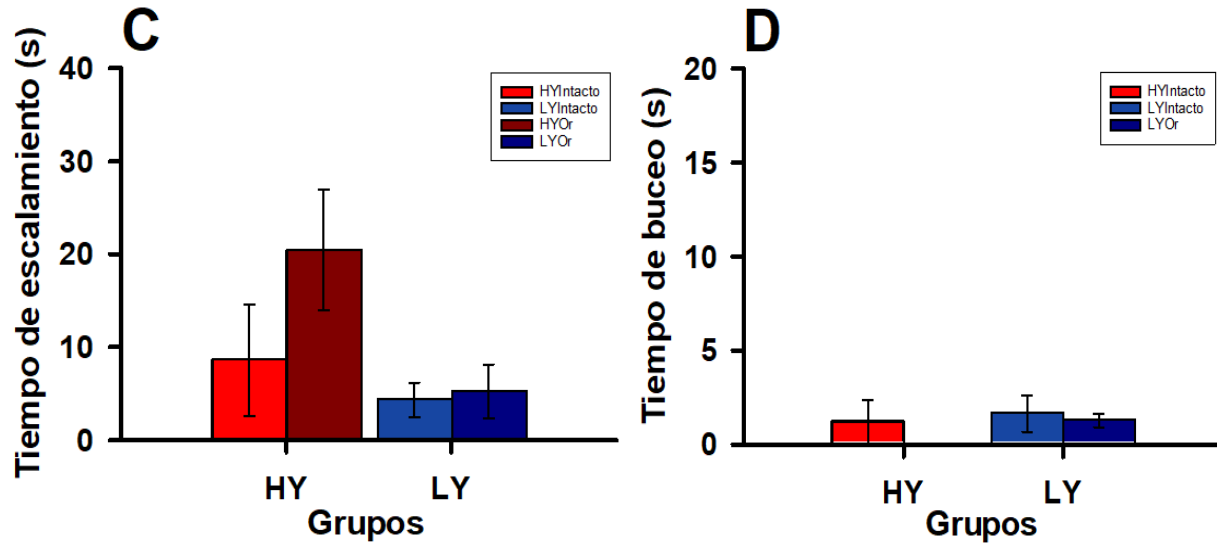 C
Tiempo de escalamiento (s)
40
30
20
10
0
HYIntacto
LYIntacto
HYOr
LYOr
HY
LY
Grupos
D
Tiempo de buceo (s)
20
15
10
5
0
HYIntacto
LYIntacto
LYOr
HY
LY
Grupos